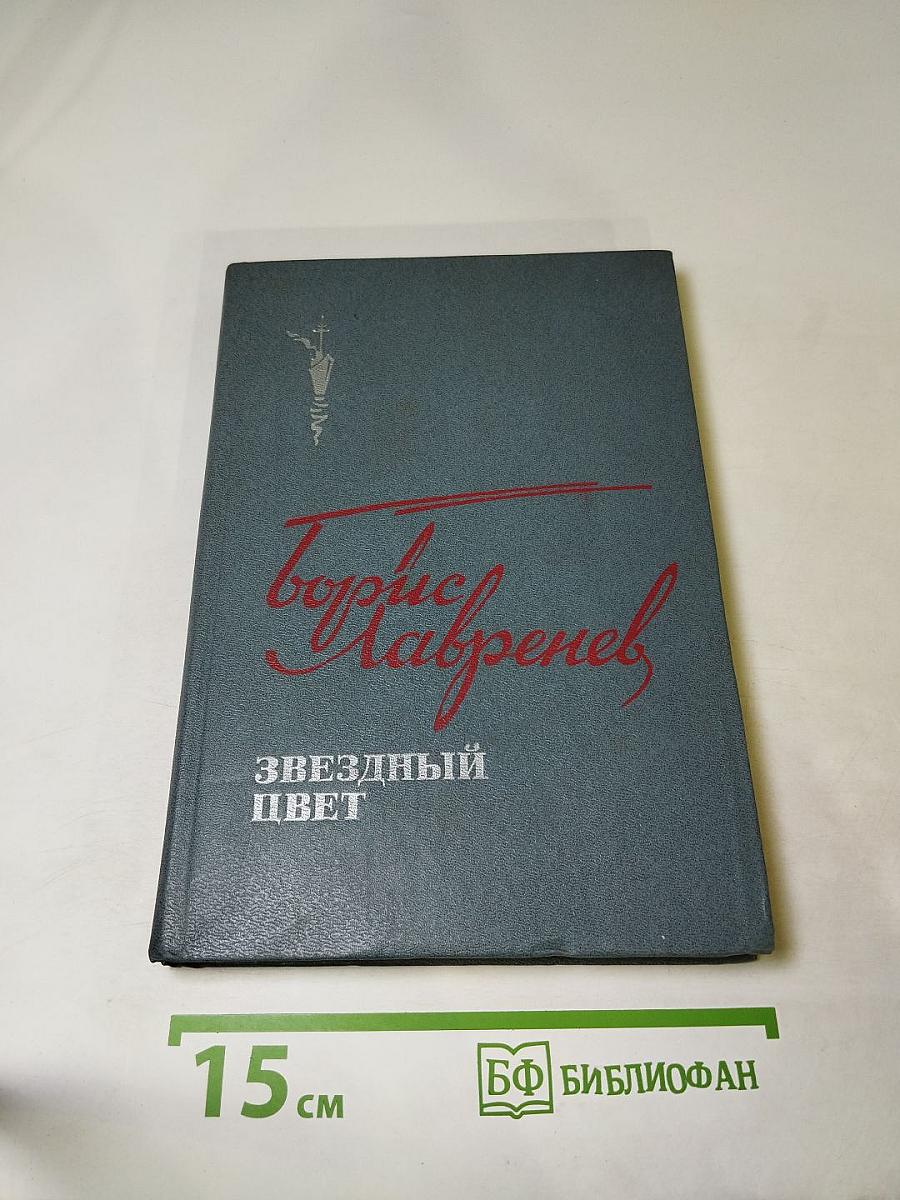 Борис
Лавренев
ЗВЕЗДНЫЙ
ЦВЕТ
15 см
БФ БИБЛИОФАН